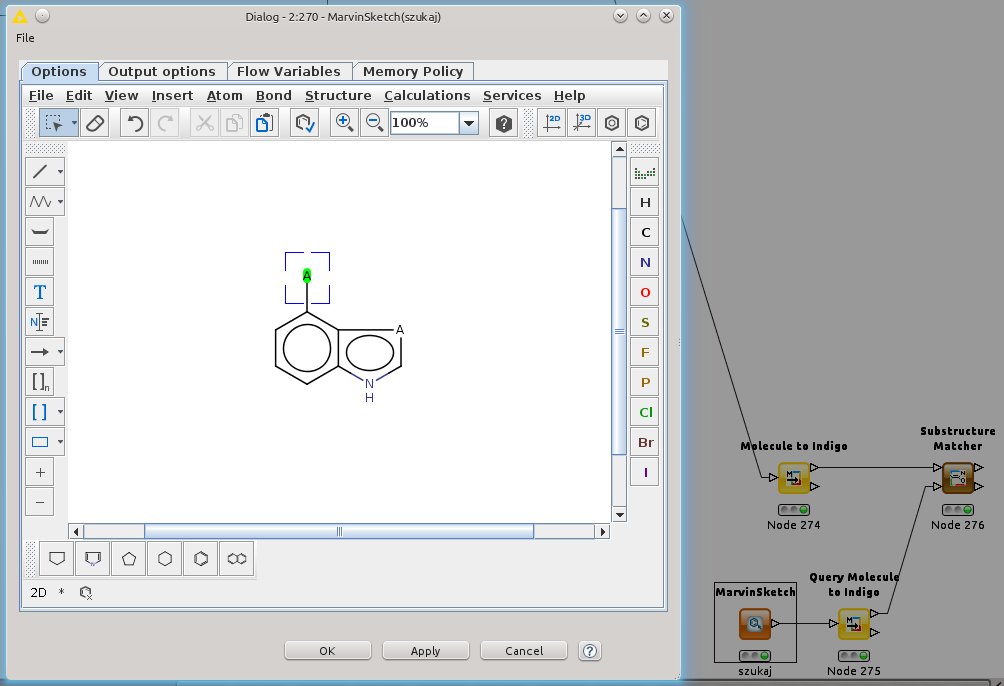 Dialog - 2:270 - MarvinSketch(szukaj)
File
Options Output options Flow Variables Memory Policy
File Edit View Insert Atom Bond Structure Calculations Services Help
100% ? 2D 3D
H
C
N
O
S
F
P
Cl
Br
I
T
N
[ ]n
[ ]
A
A
N
H
2D *
OK Apply Cancel ?
Molecule to Indigo
Node 274
Substructure
Matcher
Node 276
MarvinSketch
szukaj
Query Molecule
to Indigo
Node 275